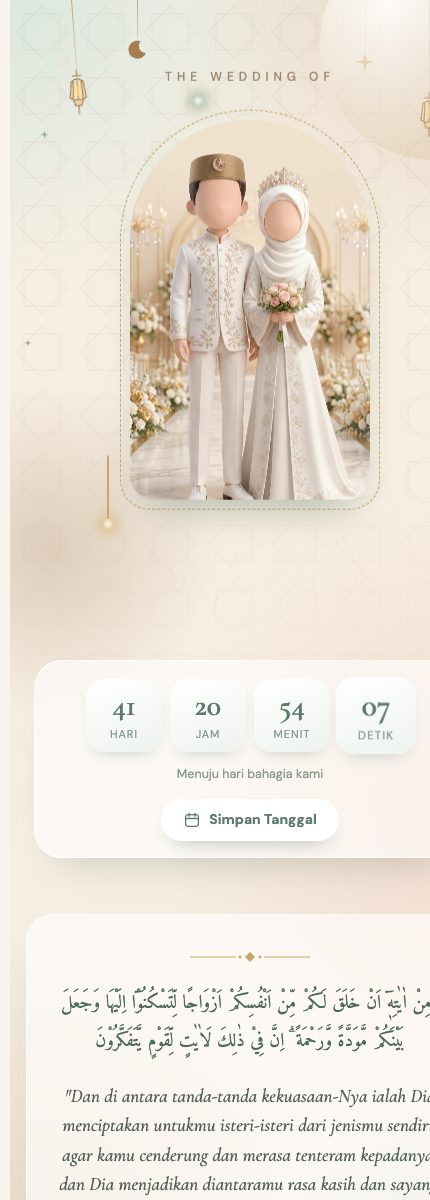 THE WEDDING OF
41 20 54 07
HARI JAM MENIT DETIK
Menuju hari bahagia kami
Simpan Tanggal
مِنْ اٰيٰتِهٖٓ اَنْ خَلَقَ لَكُمْ مِّنْ اَنْفُسِكُمْ اَزْوَاجًا لِّتَسْكُنُوْٓا اِلَيْهَا وَجَعَلَ
بَيْنَكُمْ مَّوَدَّةً وَّرَحْمَةً ۗ اِنَّ فِيْ ذٰلِكَ لَاٰيٰتٍ لِّقَوْمٍ يَّتَفَكَّرُوْنَ
"Dan di antara tanda-tanda kekuasaan-Nya ialah Dia
menciptakan untukmu isteri-isteri dari jenismu sendiri
agar kamu cenderung dan merasa tenteram kepadanya
dan Dia menjadikan diantaramu rasa kasih dan sayan